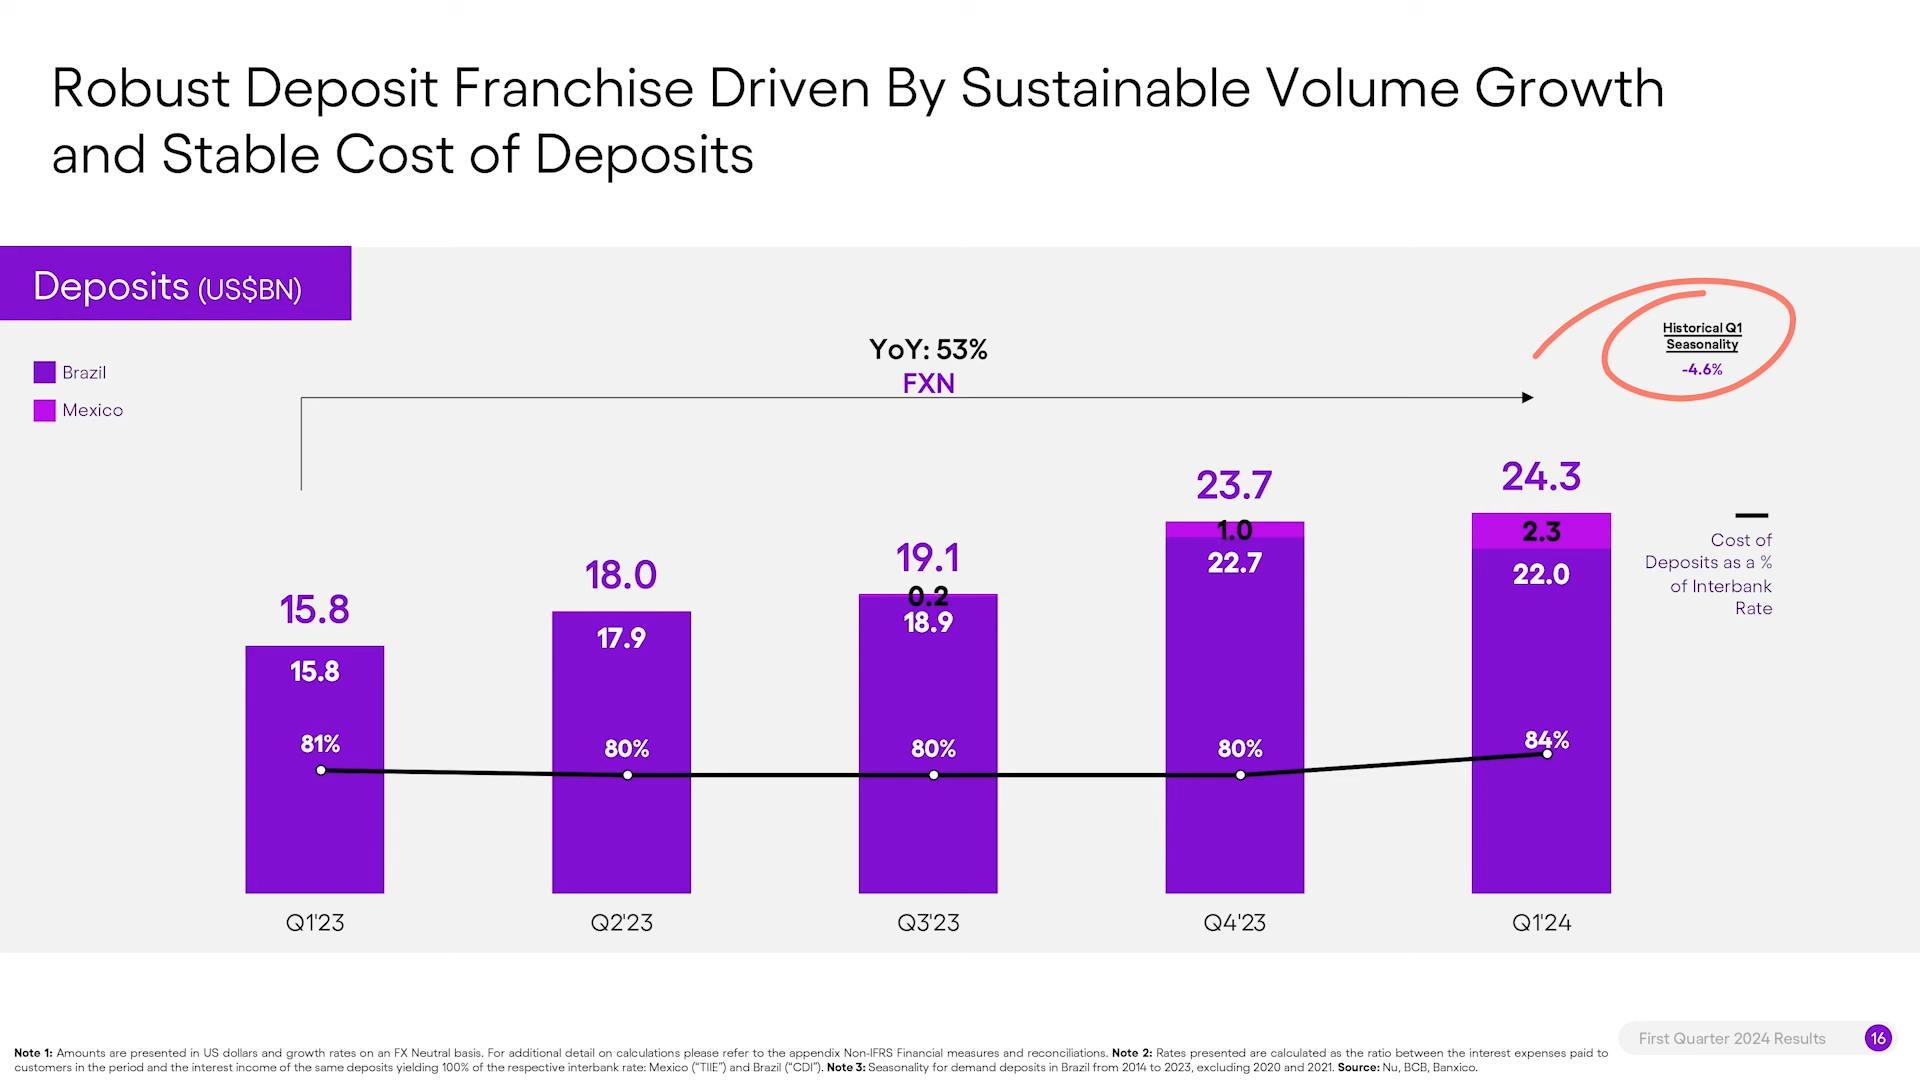 Robust Deposit Franchise Driven By Sustainable Volume Growth
and Stable Cost of Deposits
Deposits (US$BN)
Brazil
Mexico
YoY: 53%
FXN
Historical Q1
Seasonality
-4.6%
15.8
18.0
19.1
23.7
24.3
0.2
1.0
2.3
15.8
17.9
18.9
22.7
22.0
Cost of
Deposits as a %
of Interbank
Rate
81%
80%
80%
80%
84%
Q1'23
Q2'23
Q3'23
Q4'23
Q1'24
First Quarter 2024 Results
16
Note 1: Amounts are presented in US dollars and growth rates on an FX Neutral basis. For additional detail on calculations please refer to the appendix Non-IFRS Financial measures and reconciliations. Note 2: Rates presented are calculated as the ratio between the interest expenses paid to
customers in the period and the interest income of the same deposits yielding 100% of the respective interbank rate: Mexico (“TIIE”) and Brazil (“CDI”). Note 3: Seasonality for demand deposits in Brazil from 2014 to 2023, excluding 2020 and 2021. Source: Nu, BCB, Banxico.